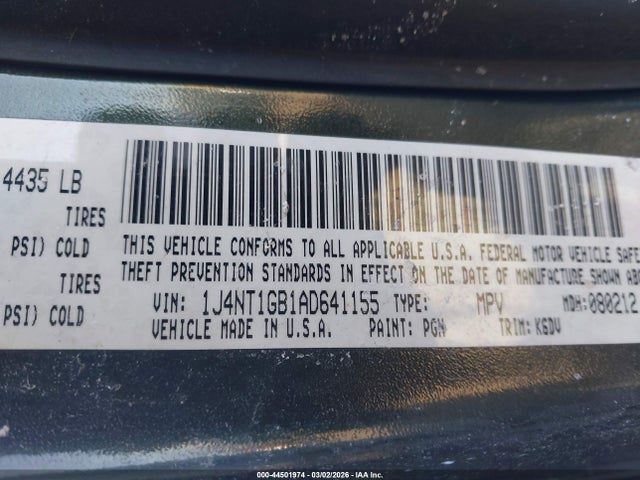 4435 LB
TIRES
PSI) COLD
THIS VEHICLE CONFORMS TO ALL APPLICABLE U.S.A. FEDERAL MOTOR VEHICLE SAFE
THEFT PREVENTION STANDARDS IN EFFECT ON THE DATE OF MANUFACTURE SHOWN AB
TIRES
PSI) COLD
VIN: 1J4NT1GB1AD641155 TYPE: MPV MDH: 080212
VEHICLE MADE IN U.S.A. PAINT: PGN TRIM: KGDV
000-44501974 | 03/02/2026 | © IAA Inc.